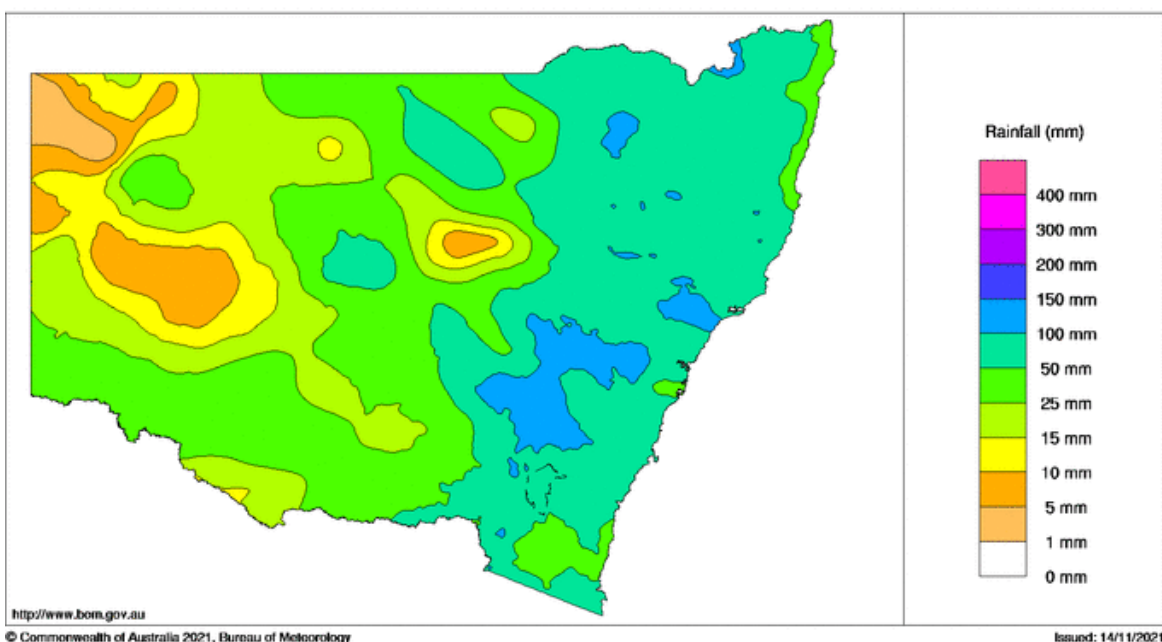 Rainfall (mm)
400 mm
300 mm
200 mm
150 mm
100 mm
50 mm
25 mm
15 mm
10 mm
5 mm
1 mm
0 mm
http://www.bom.gov.au
© Commonwealth of Australia 2021, Bureau of Meteorology
Issued: 14/11/2021